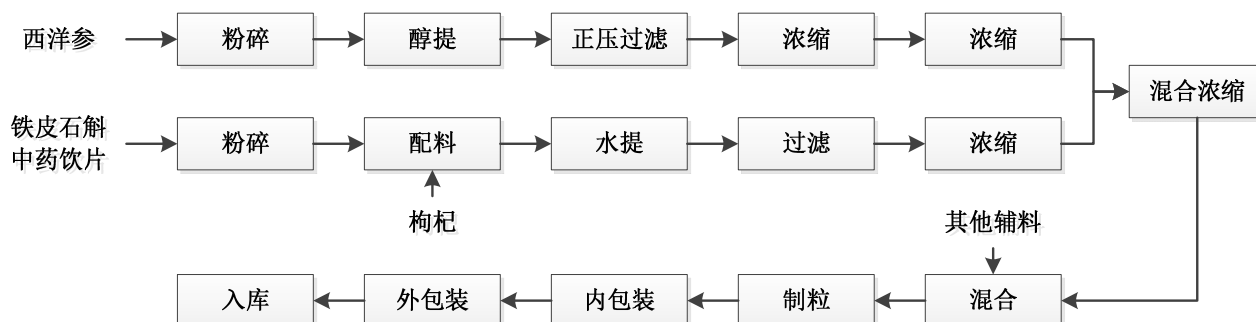 西洋参
粉碎
醇提
正压过滤
浓缩
浓缩
混合浓缩
铁皮石斛
中药饮片
粉碎
配料
水提
过滤
浓缩
枸杞
其他辅料
入库
外包装
内包装
制粒
混合